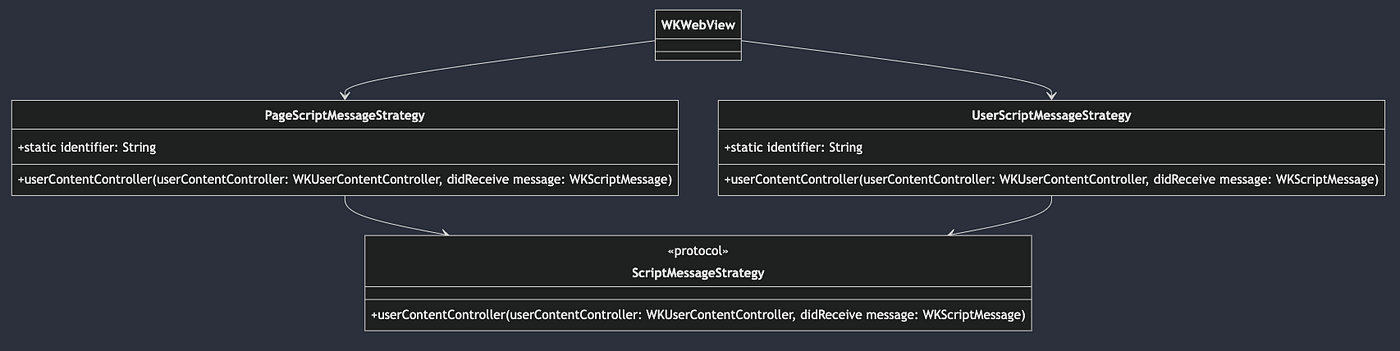 WKWebView
PageScriptMessageStrategy
+static identifier: String
+userContentController(userContentController: WKUserContentController, didReceive message: WKScriptMessage)
UserScriptMessageStrategy
+static identifier: String
+userContentController(userContentController: WKUserContentController, didReceive message: WKScriptMessage)
«protocol»
ScriptMessageStrategy
+userContentController(userContentController: WKUserContentController, didReceive message: WKScriptMessage)